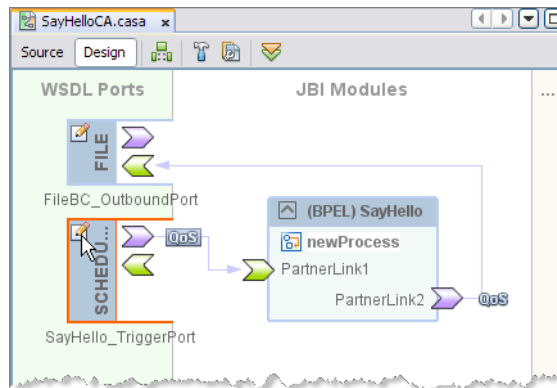 SayHelloCA.casa x
Source Design
WSDL Ports
JBI Modules
...
FILE
FileBC_OutboundPort
SCHEDU...
QoS
SayHello_TriggerPort
(BPEL) SayHello
newProcess
PartnerLink1
PartnerLink2
QoS